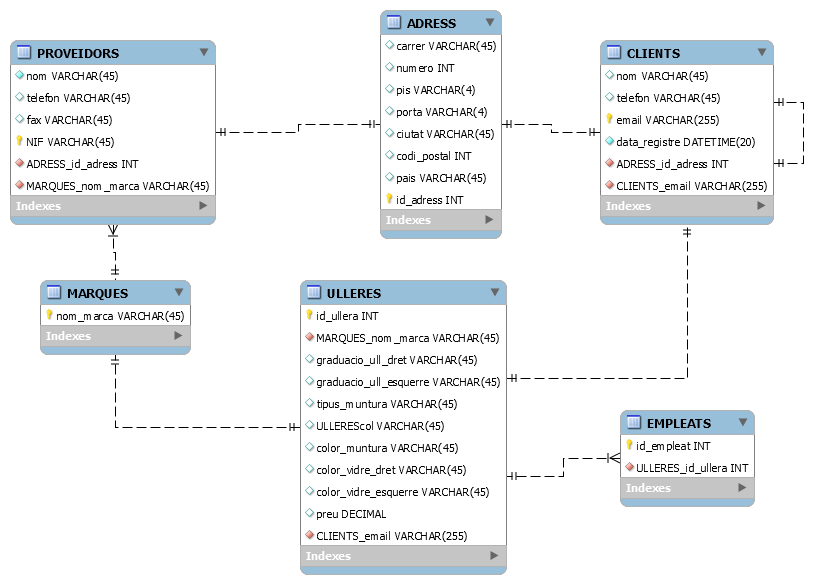 PROVEIDORS
nom VARCHAR(45)
telefon VARCHAR(45)
fax VARCHAR(45)
NIF VARCHAR(45)
ADRESS_id_adress INT
MARQUES_nom_marca VARCHAR(45)
Indexes
ADRESS
carrer VARCHAR(45)
numero INT
pis VARCHAR(4)
porta VARCHAR(4)
ciutat VARCHAR(45)
codi_postal INT
pais VARCHAR(45)
id_adress INT
Indexes
CLIENTS
nom VARCHAR(45)
telefon VARCHAR(45)
email VARCHAR(255)
data_registre DATETIME(20)
ADRESS_id_adress INT
CLIENTS_email VARCHAR(255)
Indexes
MARQUES
nom_marca VARCHAR(45)
Indexes
ULLERES
id_ullera INT
MARQUES_nom_marca VARCHAR(45)
graduacio_ull_dret VARCHAR(45)
graduacio_ull_esquerre VARCHAR(45)
tipus_muntura VARCHAR(45)
ULLEREScol VARCHAR(45)
color_muntura VARCHAR(45)
color_vidre_dret VARCHAR(45)
color_vidre_esquerre VARCHAR(45)
preu DECIMAL
CLIENTS_email VARCHAR(255)
Indexes
EMPLEATS
id_empleat INT
ULLERES_id_ullera INT
Indexes